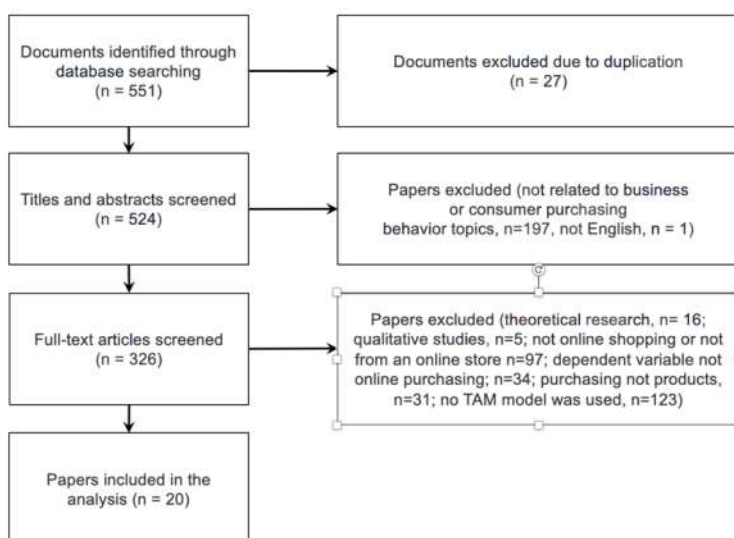 Documents identified through
database searching
(n = 551)
Documents excluded due to duplication
(n = 27)
Titles and abstracts screened
(n = 524)
Papers excluded (not related to business
or consumer purchasing
behavior topics, n=197, not English, n = 1)
Full-text articles screened
(n = 326)
Papers excluded (theoretical research, n= 16;
qualitative studies, n=5; not online shopping or not
from an online store n=97; dependent variable not
online purchasing; n=34; purchasing not products,
n=31; no TAM model was used, n=123)
Papers included in the
analysis (n = 20)